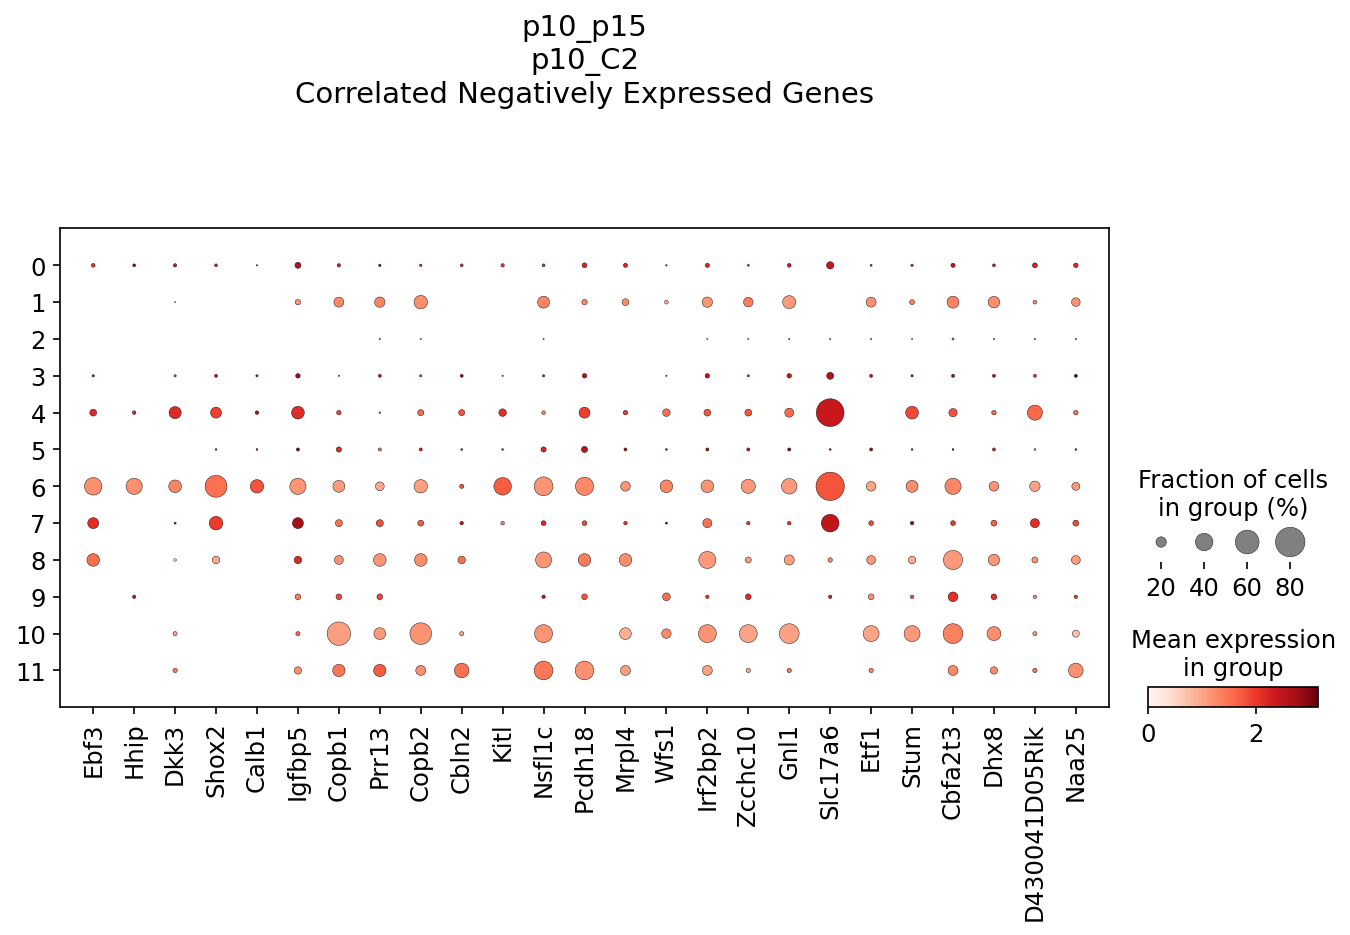 p10_p15
p10_C2
Correlated Negatively Expressed Genes
0
1
2
3
4
5
6
7
8
9
10
11
Ebf3
Hhip
Dkk3
Shox2
Calb1
Igfbp5
Copb1
Prr13
Copb2
Cbln2
Kitl
Nsfl1c
Pcdh18
Mrpl4
Wfs1
Irf2bp2
Zcchc10
Gnl1
Slc17a6
Etf1
Stum
Cbfa2t3
Dhx8
D430041D05Rik
Naa25
Fraction of cells
in group (%)
20 40 60 80
Mean expression
in group
0 2